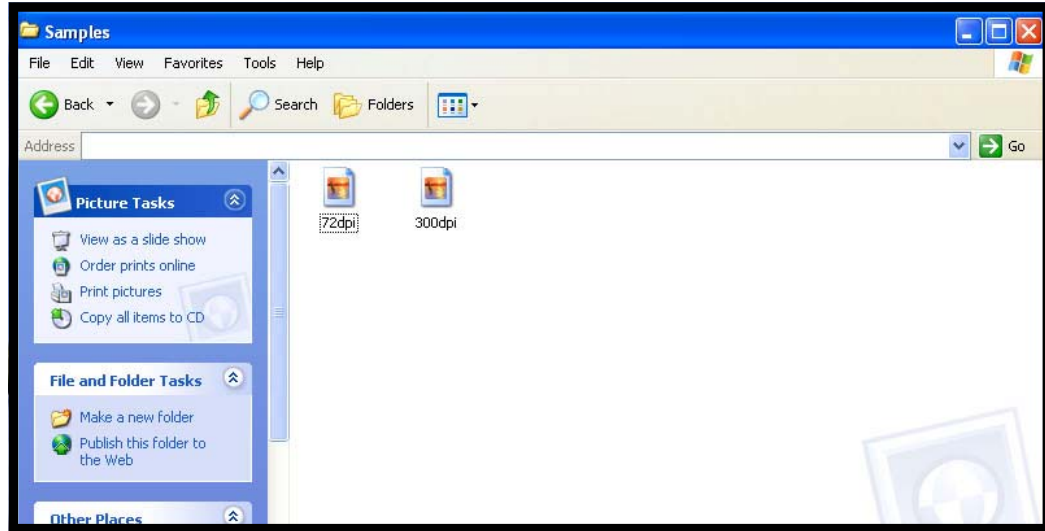 Samples
File Edit View Favorites Tools Help
Back Search Folders
Address Go
Picture Tasks
View as a slide show
Order prints online
Print pictures
Copy all items to CD
File and Folder Tasks
Make a new folder
Publish this folder to
the Web
Other Places
72dpi 300dpi